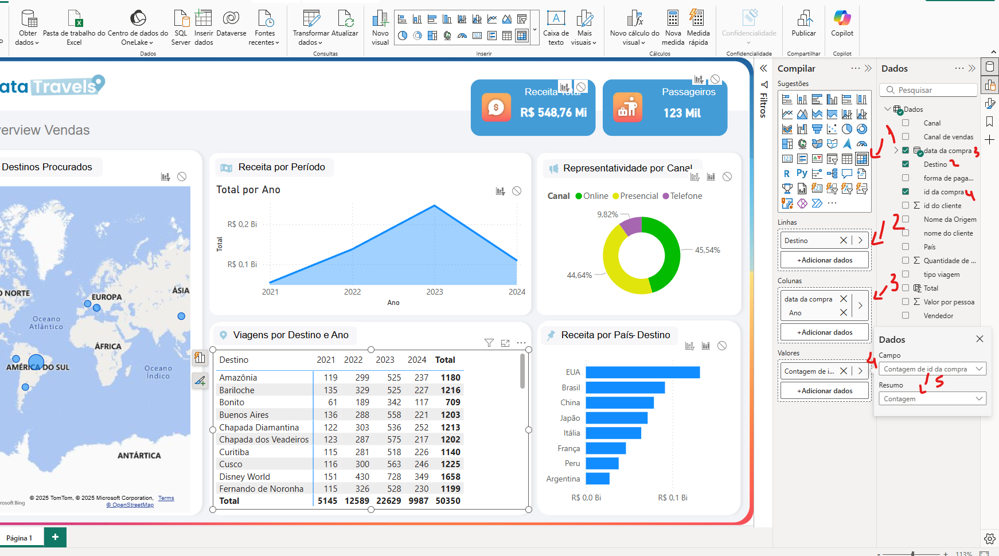 Obter dados
Pasta de trabalho do Excel
Centro de dados do OneLake
SQL Server
Inserir dados
Dataverse
Fontes recentes
Dados
Transformar dados
Atualizar
Consultas
Novo visual
Caixa de texto
Mais visuais
Inserir
Novo cálculo do visual
Nova medida
Medida rápida
Cálculos
Confidencialidade
Confidencialidade
Publicar
Compartilhar
Copilot
Copilot
ata Travels
Receita Total
R$ 548,76 Mi
Passageiros
123 Mil
verview Vendas
Destinos Procurados
NORTE
EUROPA
ÁSIA
Oceano Atlântico
ÁFRICA
AMÉRICA DO SUL
Oceano Índico
ANTÁRTICA
rosoft Bing
© 2025 TomTom, © 2025 Microsoft Corporation, Terms
© OpenStreetMap
Receita por Período
Total por Ano
Total
R$ 0,2 Bi
R$ 0,1 Bi
2021 2022 2023 2024
Ano
Representatividade por Canal
Canal Online Presencial Telefone
9,82%
45,54%
44,64%
Viagens por Destino e Ano
Destino 2021 2022 2023 2024 Total
Amazônia 119 299 525 237 1180
Bariloche 135 329 525 227 1216
Bonito 61 189 342 117 709
Buenos Aires 136 288 558 221 1203
Chapada Diamantina 122 303 536 252 1213
Chapada dos Veadeiros 123 287 575 217 1202
Curitiba 115 281 518 226 1140
Cusco 116 300 563 246 1225
Disney World 151 430 728 349 1658
Fernando de Noronha 115 326 528 230 1199
Total 5145 12589 22629 9987 50350
Receita por País- Destino
EUA
Brasil
China
Japão
Itália
França
Peru
Argentina
R$ 0,0 Bi R$ 0,1 Bi
Filtros
Compilar
Sugestões
1
R Py
Linhas
Destino
+Adicionar dados
2
Colunas
data da compra
Ano
+Adicionar dados
3
Valores
Contagem de i...
+Adicionar dados
4
Dados
Pesquisar
Dados
Canal
Canal de vendas
data da compra 3
Destino 2
forma de paga...
id da compra 4
id do cliente
Nome da Origem
nome do cliente
País
Quantidade de ...
tipo viagem
Total
Valor por pessoa
Vendedor
Dados
Campo
Contagem de id da compra
Resumo
5
Contagem
Página 1
113%